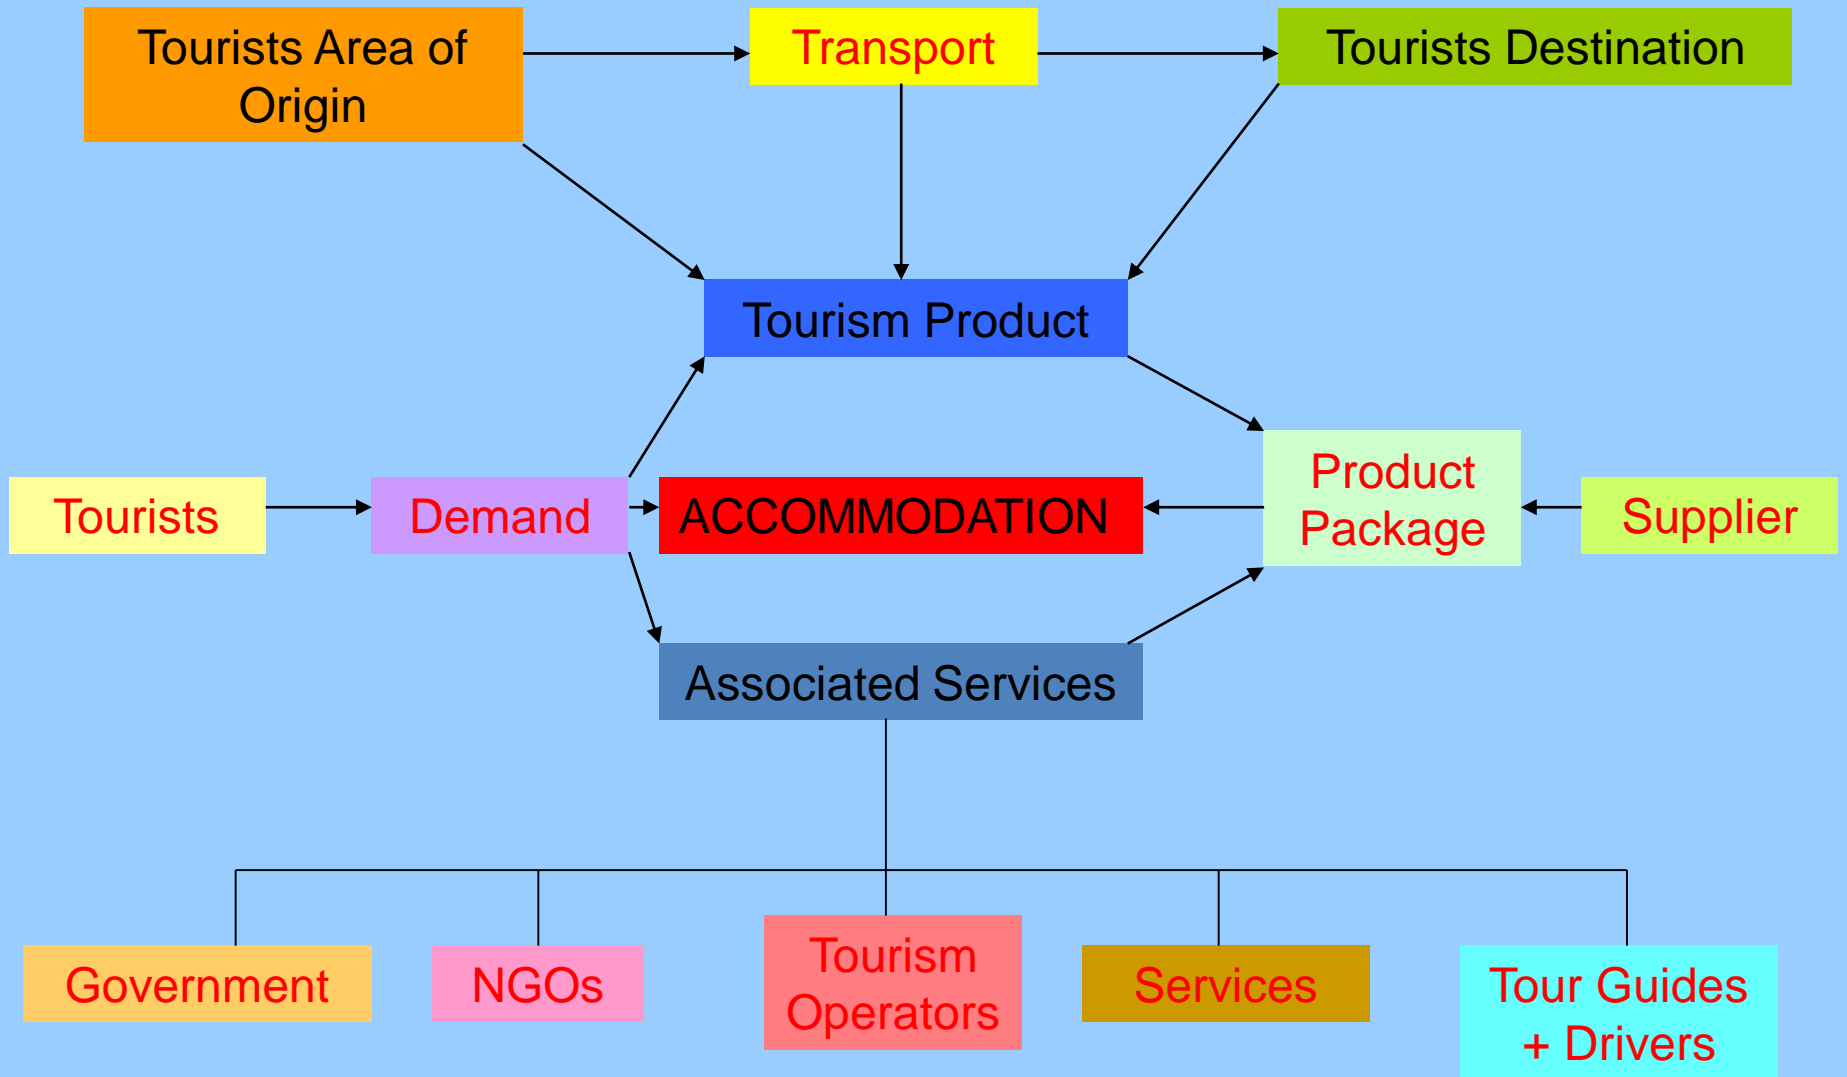 Tourists Area of
Origin
Transport
Tourists Destination
Tourism Product
Tourists
Demand
ACCOMMODATION
Product
Package
Supplier
Associated Services
Government
NGOs
Tourism
Operators
Services
Tour Guides
+ Drivers